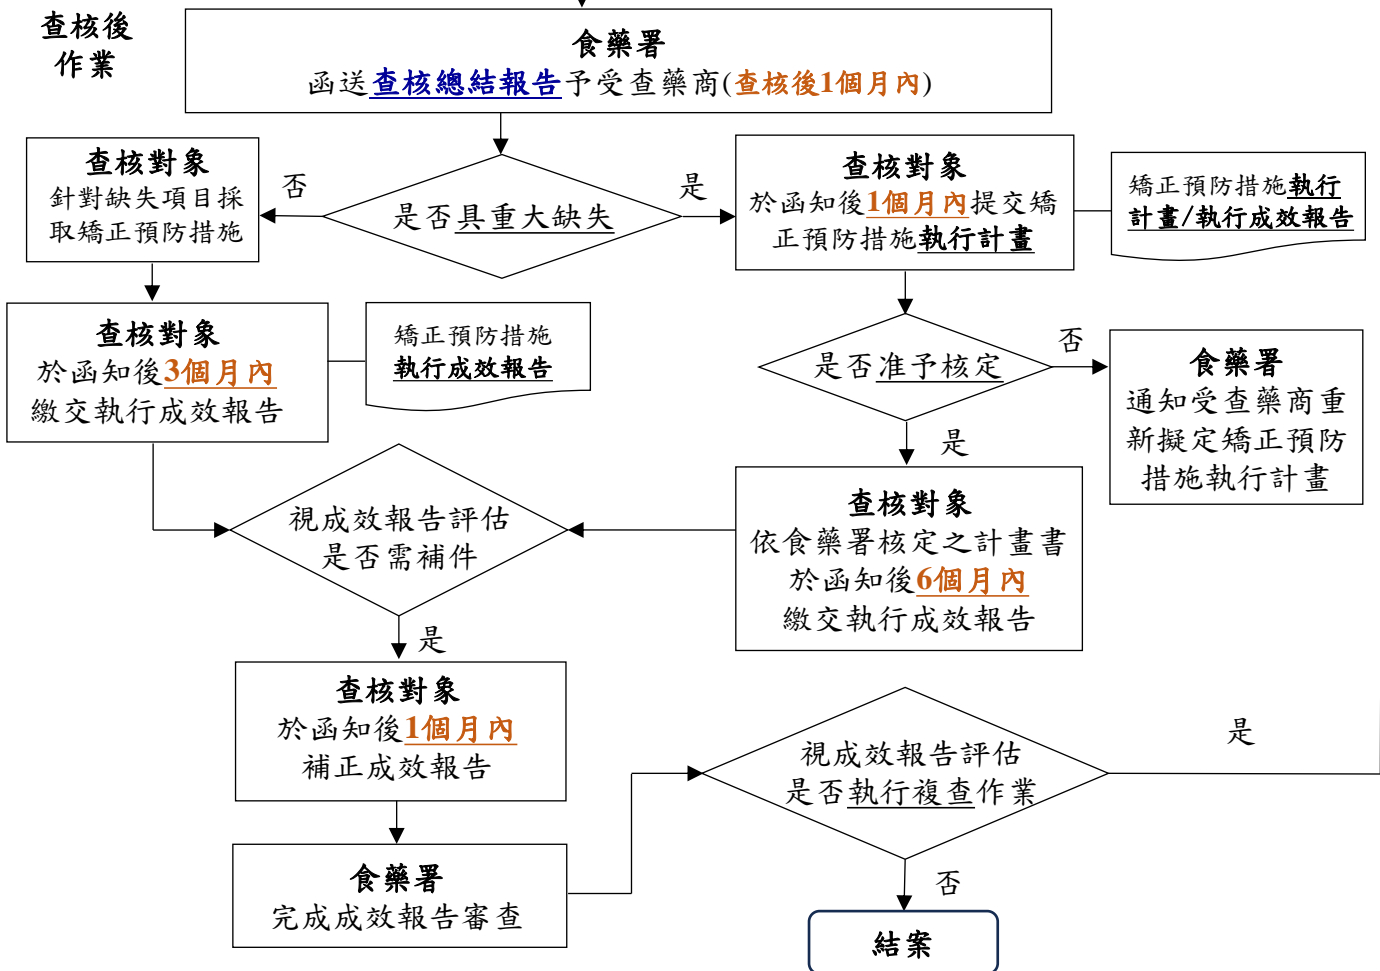 查核後
作業
食藥署
函送查核總結報告予受查藥商(查核後1個月內)
查核對象
針對缺失項目採
取矯正預防措施
否
是否具重大缺失
是
查核對象
於函知後1個月內提交矯
正預防措施執行計畫
矯正預防措施執行
計畫/執行成效報告
查核對象
於函知後3個月內
繳交執行成效報告
矯正預防措施
執行成效報告
是否准予核定
否
食藥署
通知受查藥商重
新擬定矯正預防
措施執行計畫
是
視成效報告評估
是否需補件
查核對象
依食藥署核定之計畫書
於函知後6個月內
繳交執行成效報告
是
查核對象
於函知後1個月內
補正成效報告
視成效報告評估
是否執行複查作業
是
食藥署
完成成效報告審查
否
結案